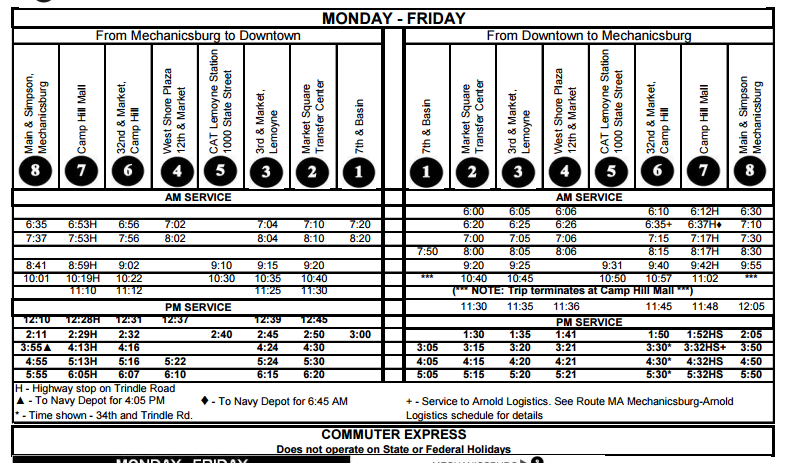 MONDAY - FRIDAY
From Mechanicsburg to Downtown
From Downtown to Mechanicsburg
Main & Simpson, Mechanicsburg
Camp Hill Mall
32nd & Market, Camp Hill
West Shore Plaza 12th & Market
CAT Lemoyne Station 1000 State Street
3rd & Market, Lemoyne
Market Square Transfer Center
7th & Basin
7th & Basin
Market Square Transfer Center
3rd & Market, Lemoyne
West Shore Plaza 12th & Market
CAT Lemoyne Station 1000 State Street
32nd & Market, Camp Hill
Camp Hill Mall
Main & Simpson Mechanicsburg
8 7 6 4 5 3 2 1
1 2 3 4 5 6 7 8
AM SERVICE
AM SERVICE
6:00 6:05 6:06 6:10 6:12H 6:30
6:35 6:53H 6:56 7:02 7:04 7:10 7:20
6:20 6:25 6:26 6:35+ 6:37H♦ 7:10
7:37 7:53H 7:56 8:02 8:04 8:10 8:20
7:00 7:05 7:06 7:15 7:17H 7:30
7:50 8:00 8:05 8:06 8:15 8:17H 8:30
8:41 8:59H 9:02 9:10 9:15 9:20
9:20 9:25 9:31 9:40 9:42H 9:55
10:01 10:19H 10:22 10:30 10:35 10:40
*** 10:40 10:45 10:50 10:57 11:02 ***
11:10 11:12 11:25 11:30
(*** NOTE: Trip terminates at Camp Hill Mall ***)
PM SERVICE
11:30 11:35 11:36 11:45 11:48 12:05
12:10 12:28H 12:31 12:37 12:39 12:45
PM SERVICE
2:11 2:29H 2:32 2:40 2:45 2:50 3:00
1:30 1:35 1:41 1:50 1:52HS 2:05
3:55▲ 4:13H 4:16 4:24 4:30
3:05 3:15 3:20 3:21 3:30* 3:32HS+ 3:50
4:55 5:13H 5:16 5:22 5:24 5:30
4:05 4:15 4:20 4:21 4:30* 4:32HS 4:50
5:55 6:05H 6:07 6:10 6:15 6:20
5:05 5:15 5:20 5:21 5:30* 5:32HS 5:50
H - Highway stop on Trindle Road
▲ - To Navy Depot for 4:05 PM ♦ - To Navy Depot for 6:45 AM
* - Time shown - 34th and Trindle Rd.
+ - Service to Arnold Logistics. See Route MA Mechanicsburg-Arnold
Logistics schedule for details
COMMUTER EXPRESS
Does not operate on State or Federal Holidays
MONDAY - FRIDAY
MECHANICSBURG